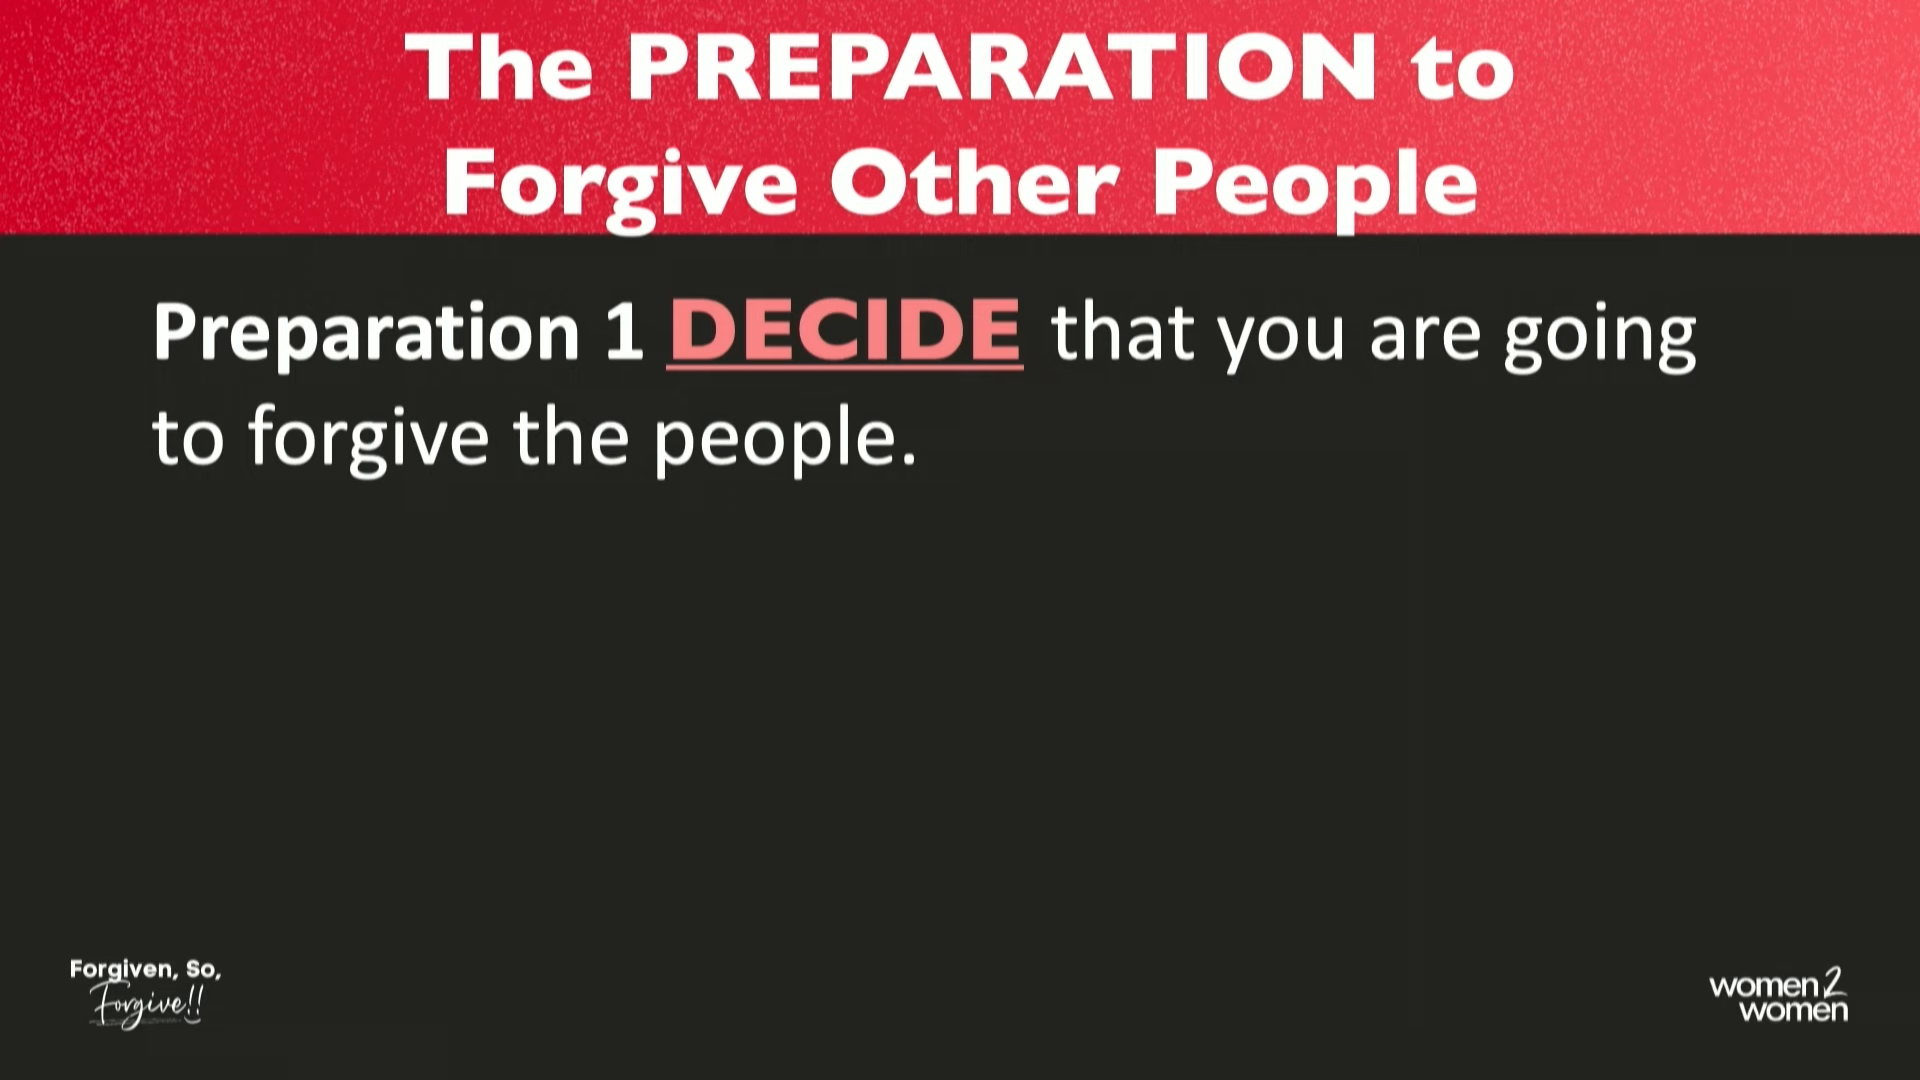 The PREPARATION to
Forgive Other People
Preparation 1 DECIDE that you are going
to forgive the people.
Forgiven, So,
Forgive!!
women2
women